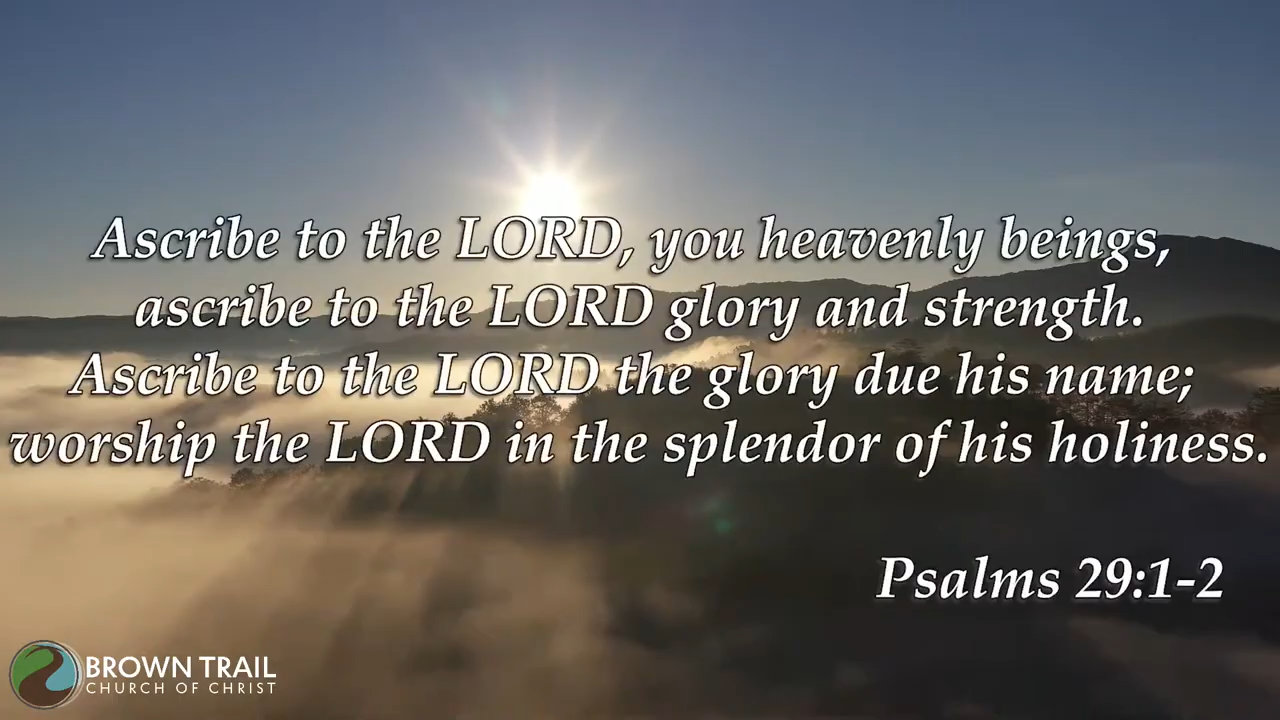 Ascribe to the LORD, you heavenly beings,
ascribe to the LORD glory and strength.
Ascribe to the LORD the glory due his name;
worship the LORD in the splendor of his holiness.
Psalms 29:1-2
BROWN TRAIL
CHURCH OF CHRIST